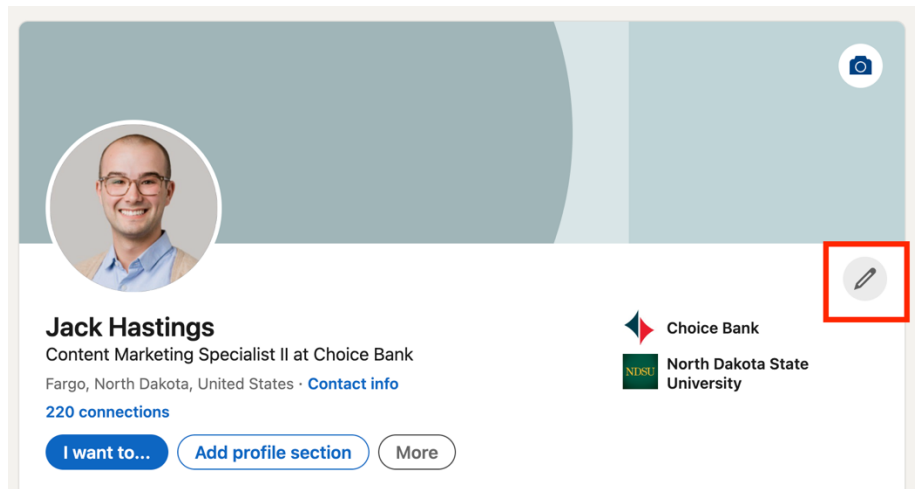 Jack Hastings
Content Marketing Specialist II at Choice Bank
Fargo, North Dakota, United States · Contact info
220 connections
I want to... Add profile section More
Choice Bank
NDSU
North Dakota State
University